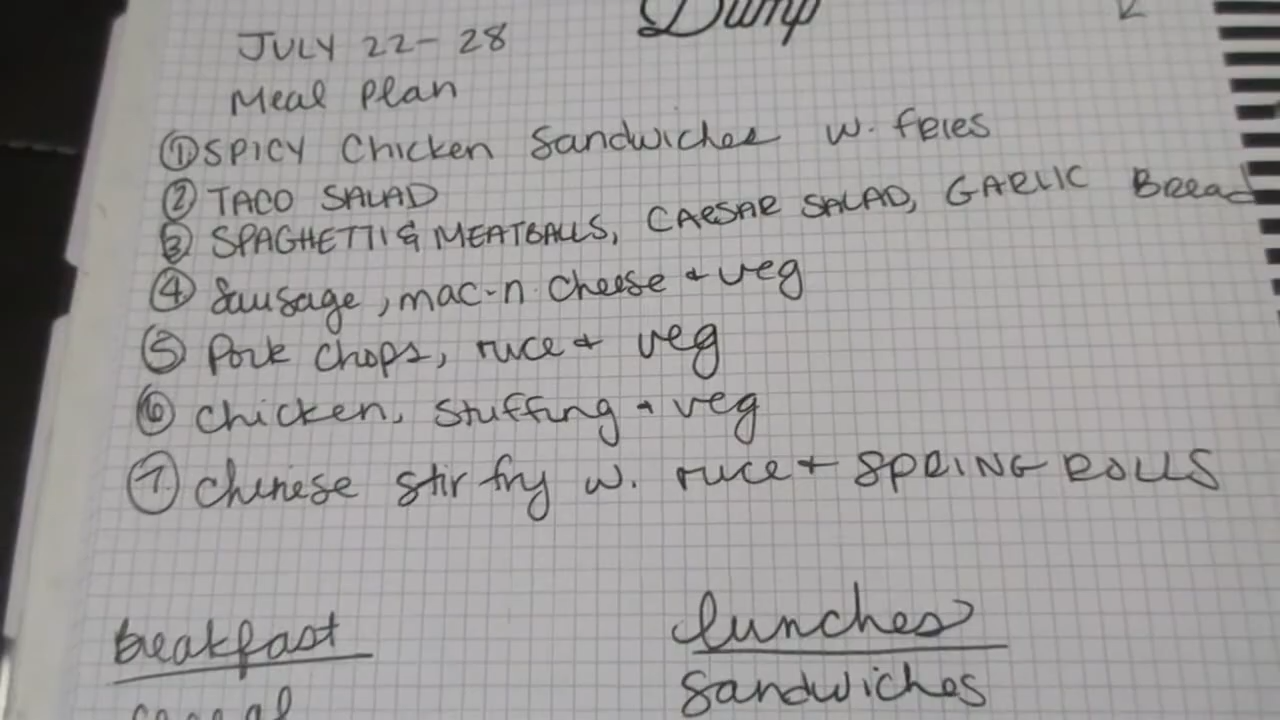 Dump
JULY 22-28
Meal Plan
① SPICY Chicken Sandwiches w. fries
② TACO SALAD
③ SPAGHETTI & MEATBALLS, CAESAR SALAD, GARLIC Bread
④ Sausage, mac-n-cheese + veg
⑤ Pork chops, rice + veg
⑥ chicken, stuffing + veg
⑦ chinese stir fry w. rice + SPRING ROLLS
breakfast
lunches
cereal
Sandwiches